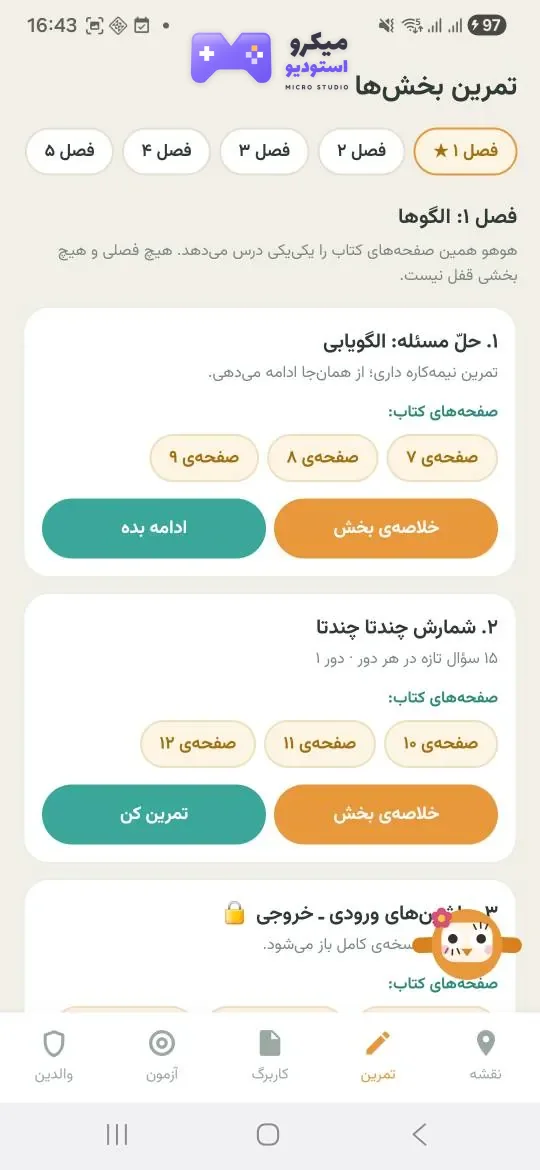 16:43
97
میکرو
استودیو
MICRO STUDIO
تمرین بخش‌ها
فصل ۱ ★
فصل ۲
فصل ۳
فصل ۴
فصل ۵
فصل ۱: الگوها
هوهو همین صفحه‌های کتاب را یکی‌یکی درس می‌دهد. هیچ فصلی و هیچ
بخشی قفل نیست.
۱. حلّ مسئله: الگویابی
تمرین نیمه‌کاره داری؛ از همان‌جا ادامه می‌دهی.
صفحه‌های کتاب:
صفحه‌ی ۷
صفحه‌ی ۸
صفحه‌ی ۹
خلاصه‌ی بخش
ادامه بده
۲. شمارش چندتا چندتا
۱۵ سؤال تازه در هر دور · دور ۱
صفحه‌های کتاب:
صفحه‌ی ۱۰
صفحه‌ی ۱۱
صفحه‌ی ۱۲
خلاصه‌ی بخش
تمرین کن
۳. ورودی ـ خروجی
کامل باز می‌شود.
صفحه‌های کتاب:
نقشه
تمرین
کاربرگ
آزمون
والدین